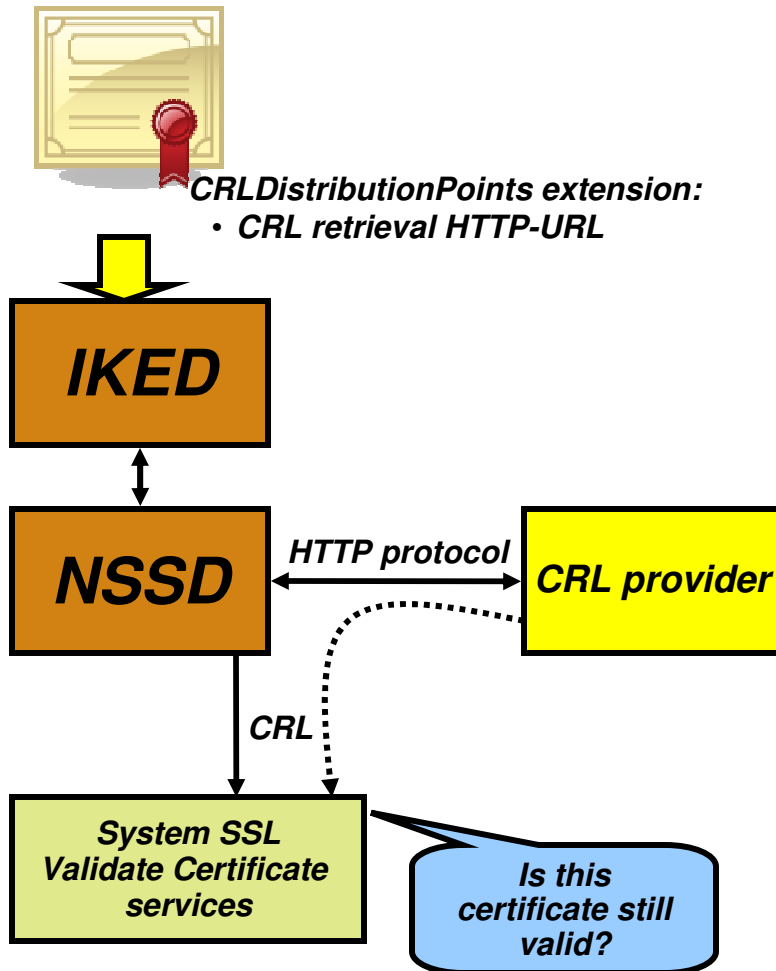 CRLDistributionPoints extension:
• CRL retrieval HTTP-URL
IKED
NSSD
HTTP protocol
CRL provider
CRL
System SSL
Validate Certificate
services
Is this
certificate still
valid?